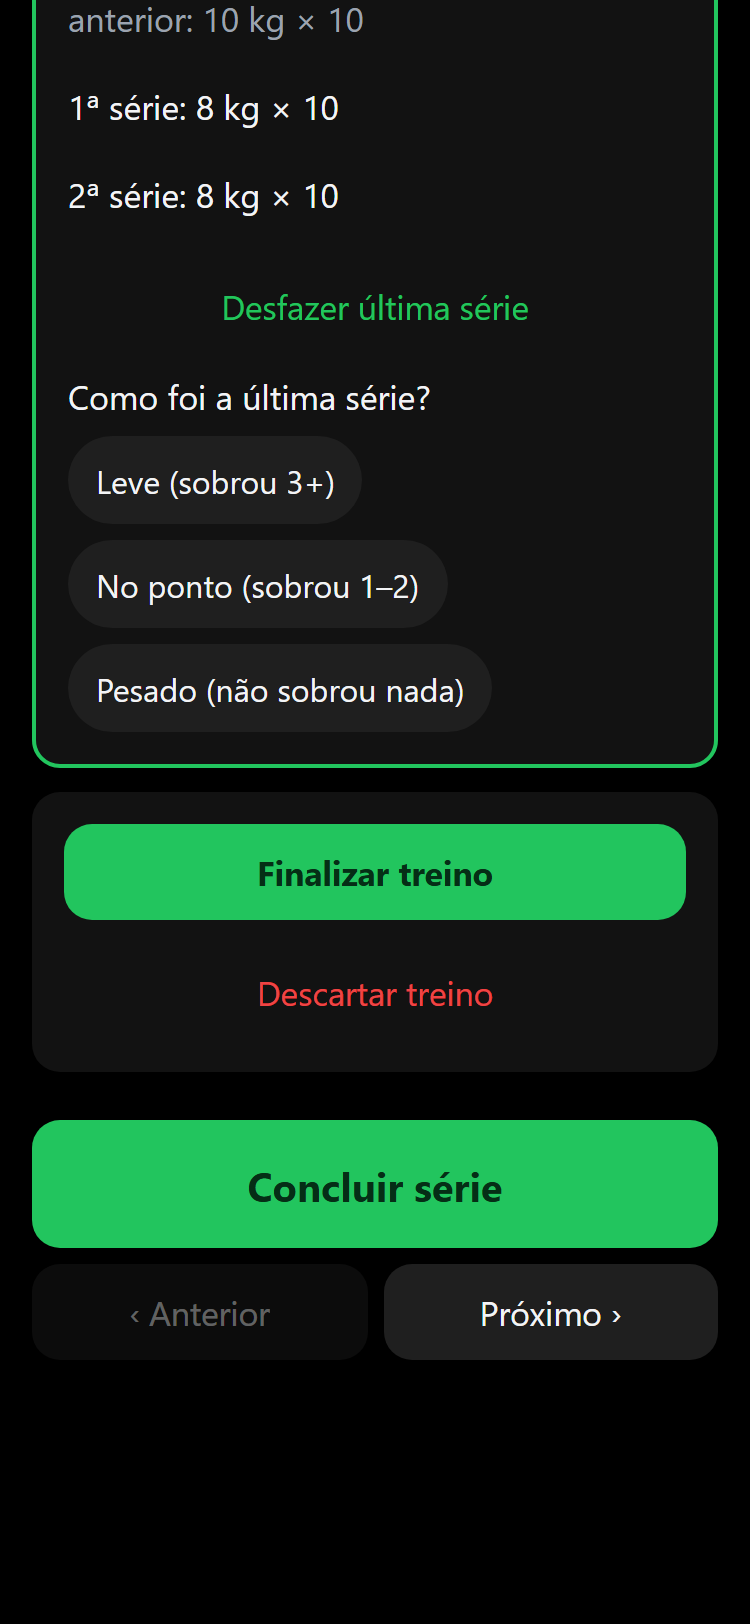 anterior: 10 kg × 10
1ª série: 8 kg × 10
2ª série: 8 kg × 10
Desfazer última série
Como foi a última série?
Leve (sobrou 3+)
No ponto (sobrou 1–2)
Pesado (não sobrou nada)
Finalizar treino
Descartar treino
Concluir série
‹ Anterior
Próximo ›